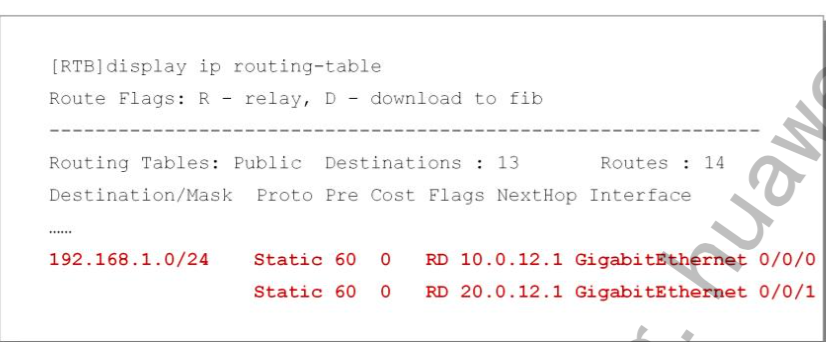 [RTB]display ip routing-table
Route Flags: R - relay, D - download to fib
----------------------------------------------------------------
Routing Tables: Public  Destinations : 13  Routes : 14
Destination/Mask  Proto Pre Cost Flags NextHop Interface
……
192.168.1.0/24  Static 60  0  RD 10.0.12.1 GigabitEthernet 0/0/0
Static 60  0  RD 20.0.12.1 GigabitEthernet 0/0/1